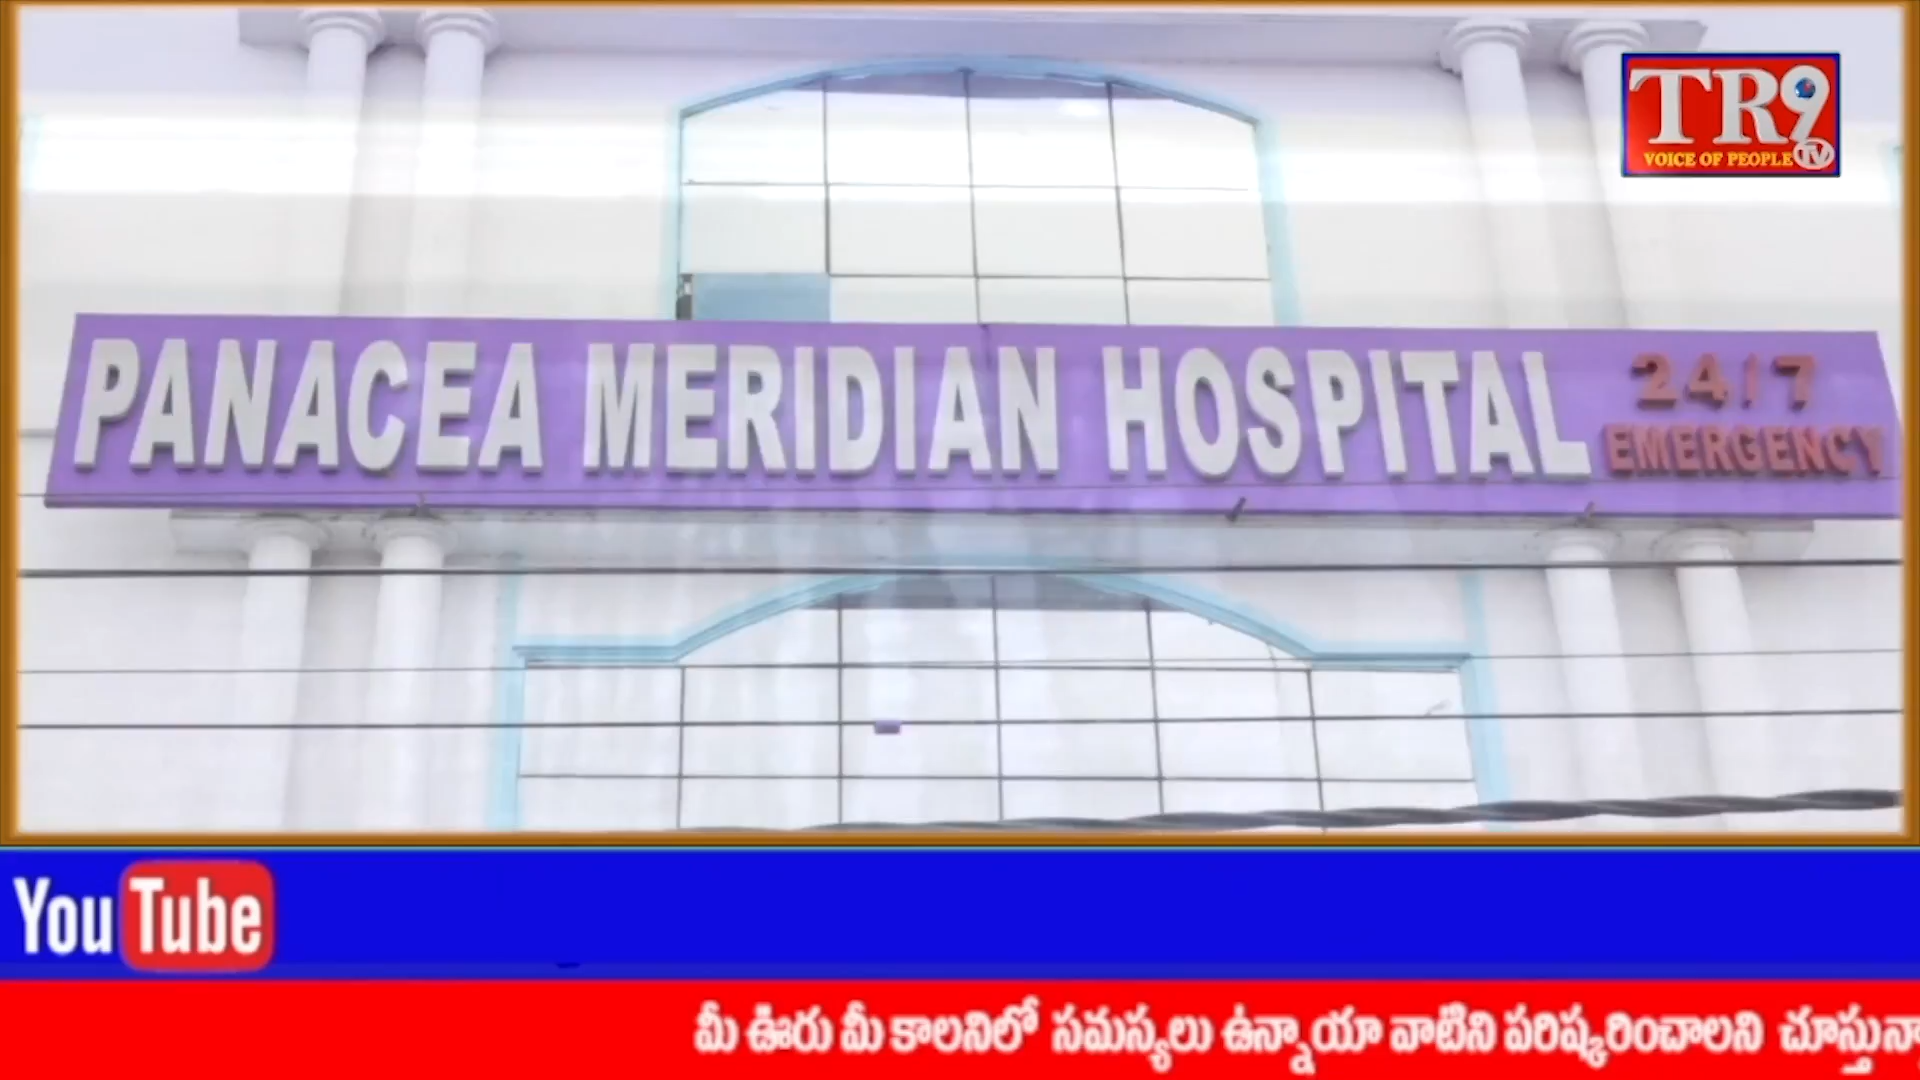 TR9
VOICE OF PEOPLE TV
PANACEA MERIDIAN HOSPITAL 24/7
EMERGENCY
YouTube
మీ ఊరు మీ కాలనిలో సమస్యలు ఉన్నాయా వాటిని పరిష్కరించాలని